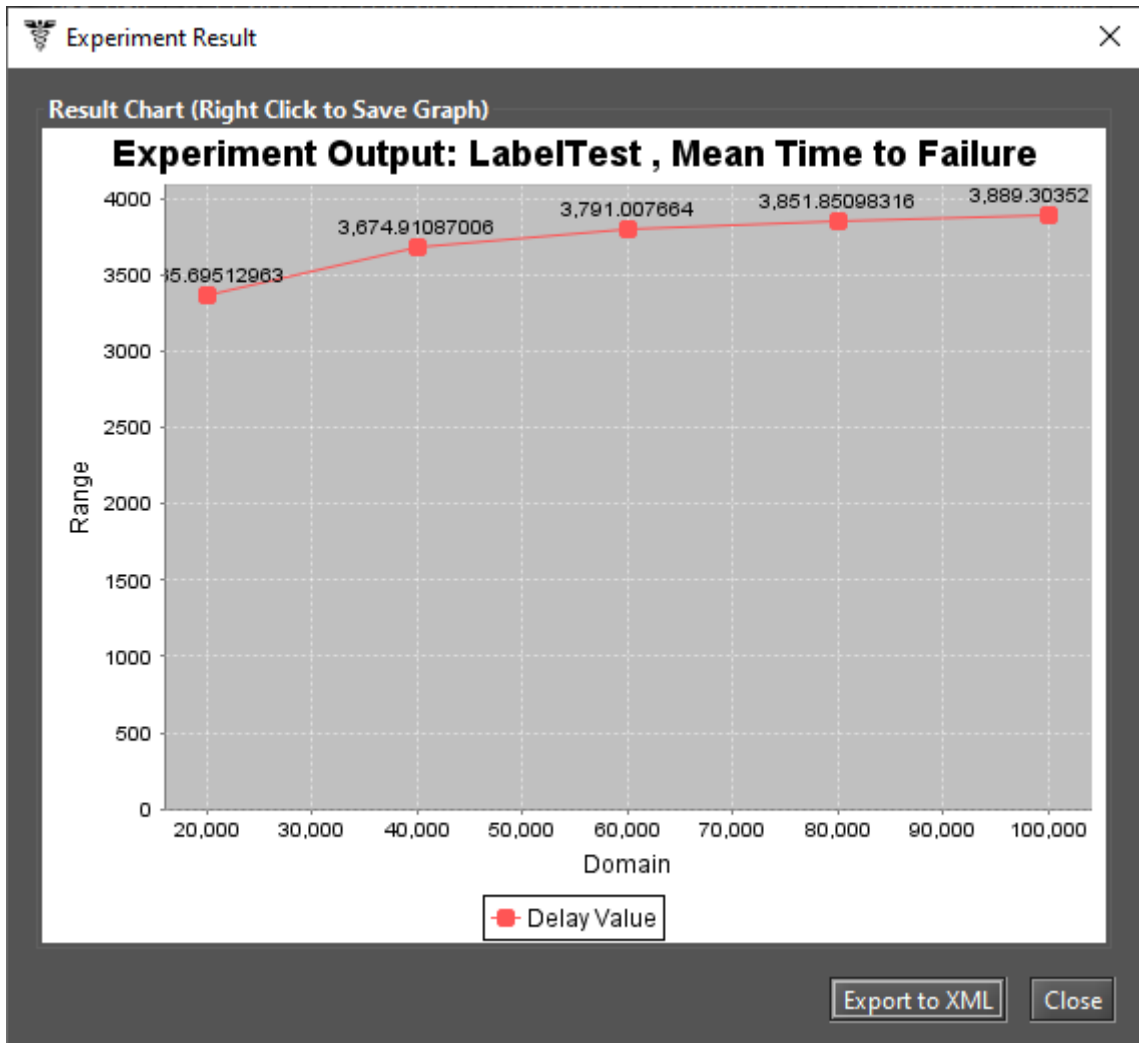 Experiment Result
Result Chart (Right Click to Save Graph)
Experiment Output: LabelTest , Mean Time to Failure
4000
3500
3000
2500
2000
1500
1000
500
0
Range
35.69512963
3,674.91087006
3,791.007664
3,851.85098316
3,889.30352
20,000 30,000 40,000 50,000 60,000 70,000 80,000 90,000 100,000
Domain
Delay Value
Export to XML Close